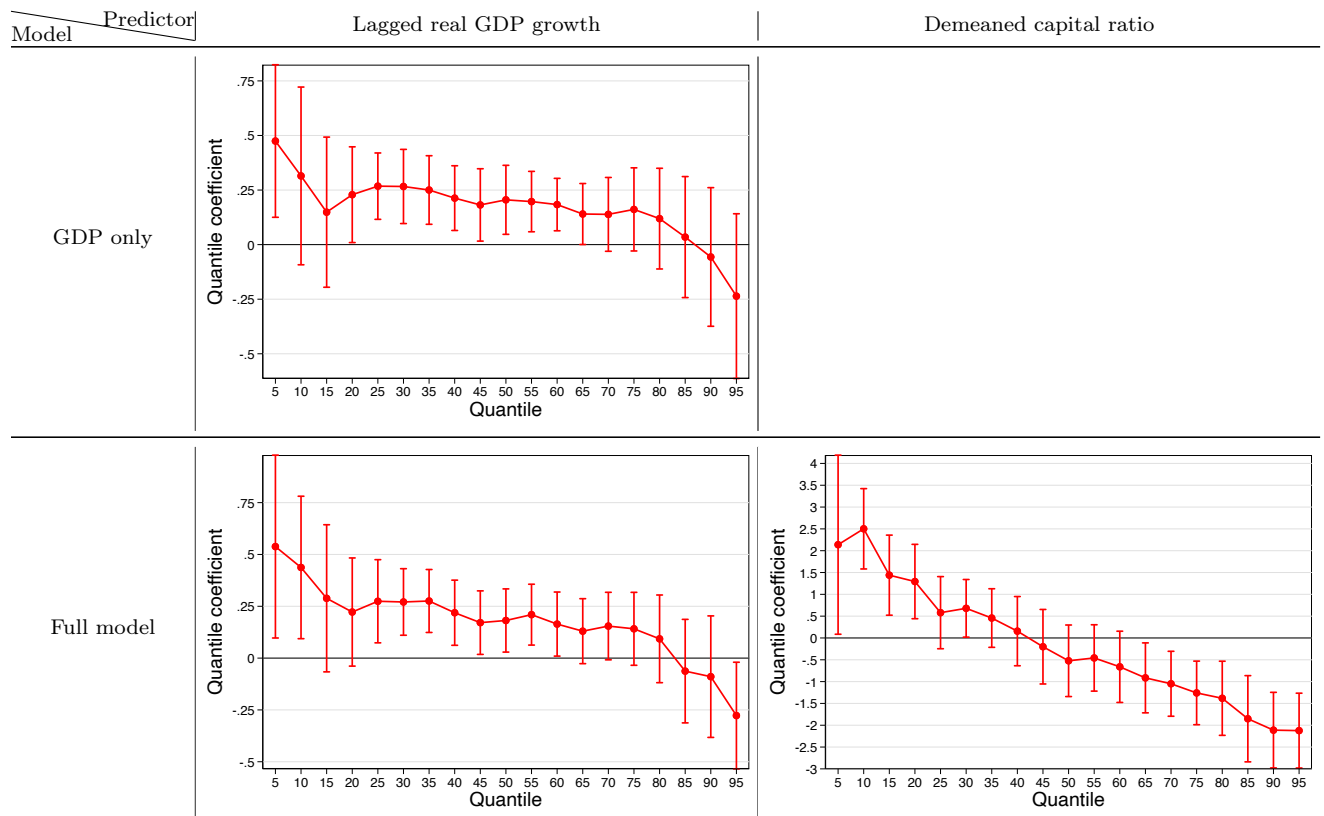 Predictor
Model
Lagged real GDP growth
Demeaned capital ratio
GDP only
Quantile coefficient
.75
.5
.25
0
-.25
-.5
5 10 15 20 25 30 35 40 45 50 55 60 65 70 75 80 85 90 95
Quantile
Full model
Quantile coefficient
.75
.5
.25
0
-.25
-.5
5 10 15 20 25 30 35 40 45 50 55 60 65 70 75 80 85 90 95
Quantile
Quantile coefficient
4
3.5
3
2.5
2
1.5
1
.5
0
-.5
-1
-1.5
-2
-2.5
-3
5 10 15 20 25 30 35 40 45 50 55 60 65 70 75 80 85 90 95
Quantile